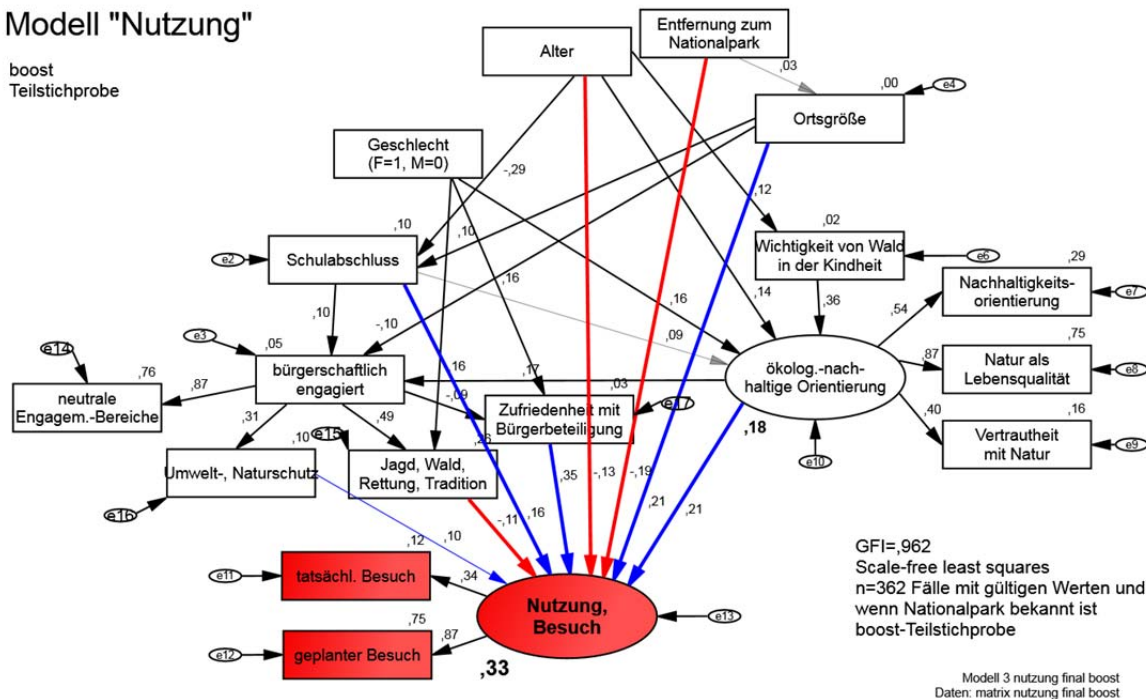 Modell "Nutzung"
boost
Teilstichprobe
Entfernung zum
Nationalpark
Alter
,03
,00
e4
Ortsgröße
Geschlecht
(F=1, M=0)
-,29
,12
,10
,10
,02
e2
Schulabschluss
Wichtigkeit von Wald
in der Kindheit
e6
,29
,16
Nachhaltigkeits-
orientierung
e7
,10
-,10
,16
,14
,36
,54
e3
,09
,75
e14
,05
bürgerschaftlich
engagiert
,16
,17
,03
ökolog.-nach-
haltige Orientierung
,87
Natur als
Lebensqualität
e8
,76
,87
neutrale
Engagem.-Bereiche
-,09
Zufriedenheit mit
Bürgerbeteiligung
e17
,40
,16
,31
,49
,18
Vertrautheit
mit Natur
e9
,10
e15
,26
e10
Umwelt-, Naturschutz
Jagd, Wald,
Rettung, Tradition
,35
-,13
-,19
e16
-,11
,16
,21
,21
,10
,12
GFI=,962
Scale-free least squares
n=362 Fälle mit gültigen Werten und
wenn Nationalpark bekannt ist
boost-Teilstichprobe
e11
tatsächl. Besuch
,34
Nutzung,
Besuch
e13
,75
,87
e12
geplanter Besuch
,33
Modell 3 nutzung final boost
Daten: matrix nutzung final boost